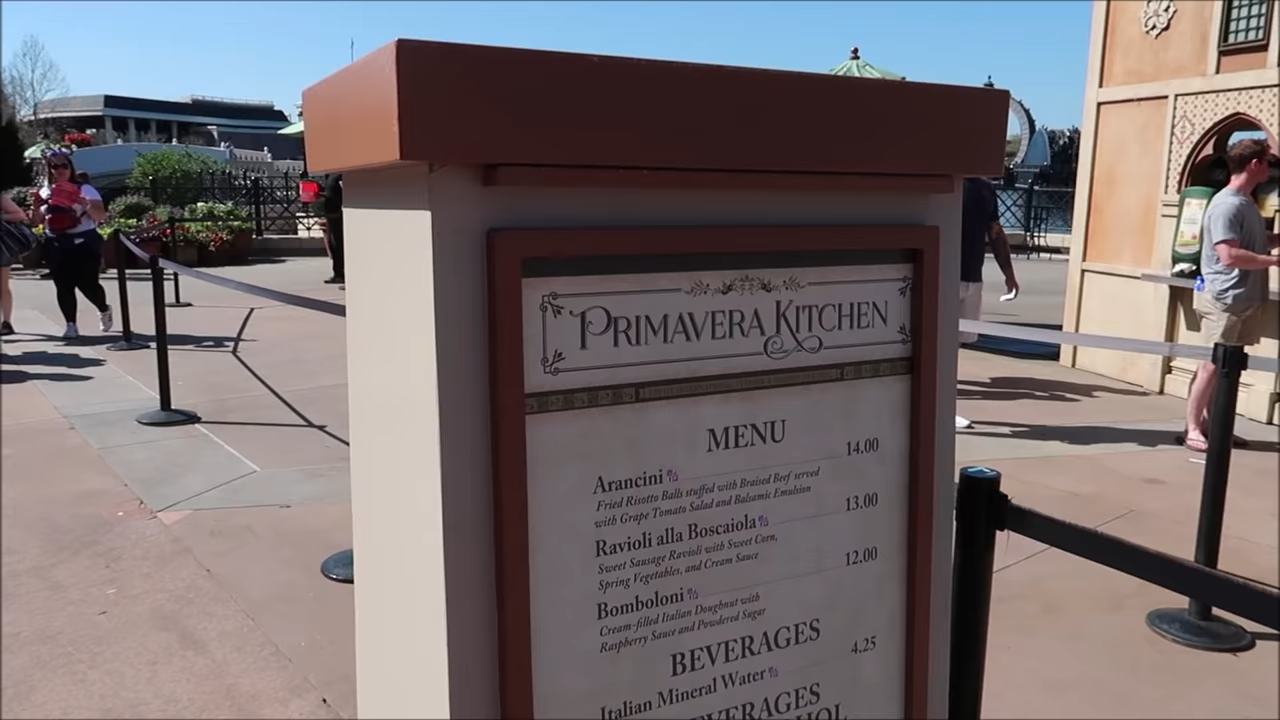 PRIMAVERA KITCHEN
MENU
Arancini 14.00
Fried Risotto Balls stuffed with Braised Beef served
with Grape Tomato Salad and Balsamic Emulsion
Ravioli alla Boscaiola 13.00
Sweet Sausage Ravioli with Sweet Corn,
Spring Vegetables, and Cream Sauce
Bomboloni 12.00
Cream-filled Italian Doughnut with
Raspberry Sauce and Powdered Sugar
BEVERAGES
Italian Mineral Water 4.25